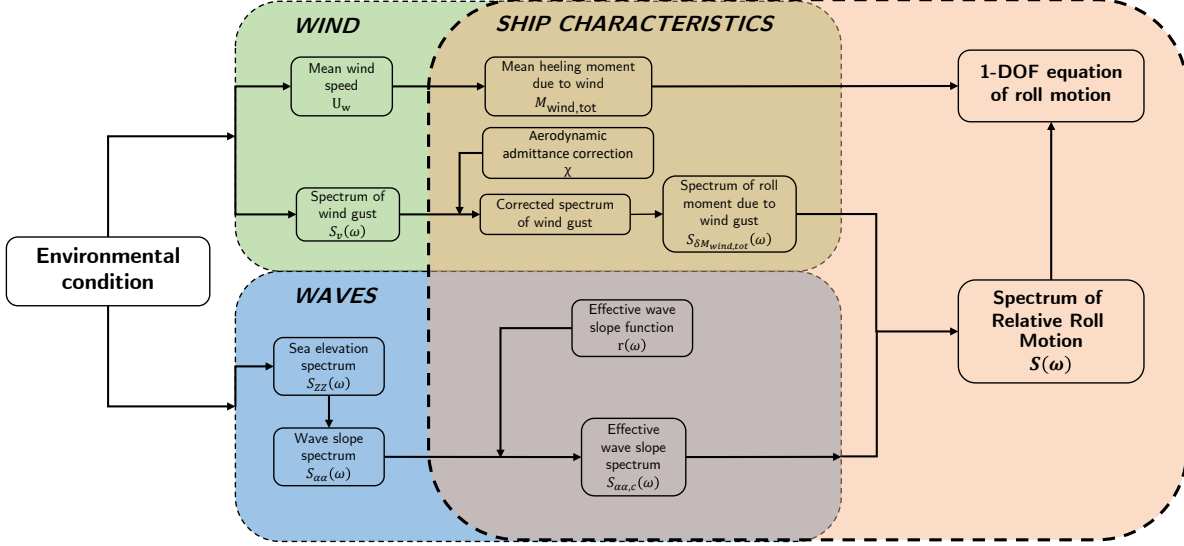 WIND
SHIP CHARACTERISTICS
Mean wind
speed
U_w
Mean heeling moment
due to wind
M_wind,tot
1-DOF equation
of roll motion
Aerodynamic
admittance correction
χ
Spectrum of
wind gust
S_v(ω)
Corrected spectrum
of wind gust
Spectrum of roll
moment due to
wind gust
S_δM_wind,tot(ω)
Environmental
condition
WAVES
Effective wave
slope function
r(ω)
Sea elevation
spectrum
S_ZZ(ω)
Spectrum of
Relative Roll
Motion
S(ω)
Wave slope
spectrum
S_αα(ω)
Effective
wave slope
spectrum
S_αα,c(ω)